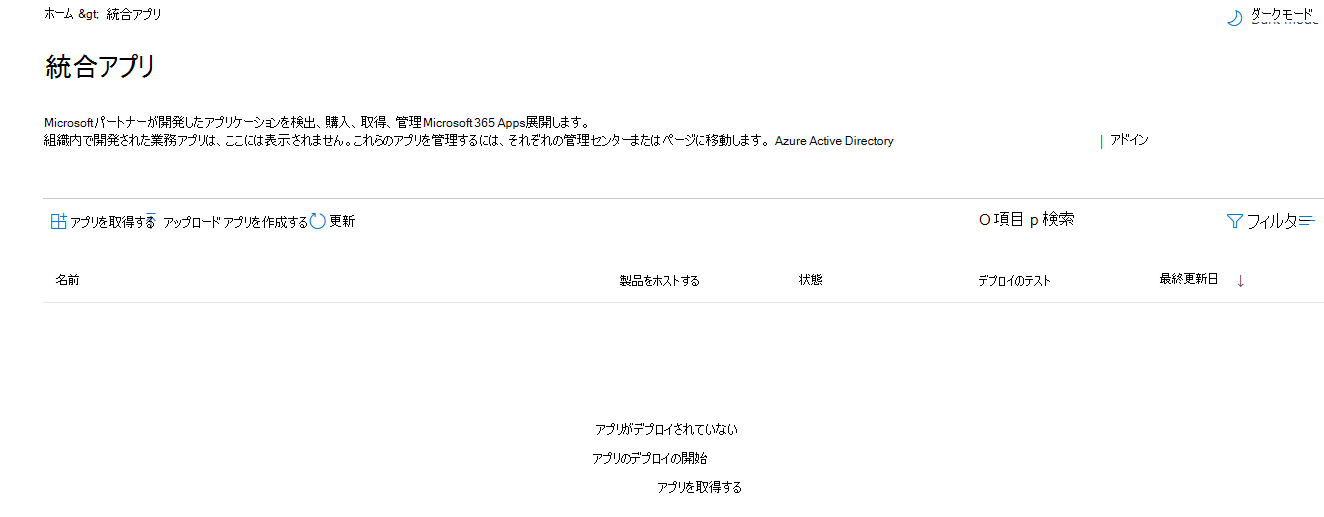 ホーム &gt; 統合アプリ ダークモード
統合アプリ
Microsoftパートナーが開発したアプリケーションを検出、購入、取得、管理Microsoft 365 Apps展開します。
組織内で開発された業務アプリは、ここには表示されません。これらのアプリを管理するには、それぞれの管理センターまたはページに移動します。 Azure Active Directory | アドイン
アプリを取得する アップロード アプリを作成する 更新 O 項目 p 検索 フィルター
名前 製品をホストする 状態 デプロイのテスト 最終更新日 ↓
アプリがデプロイされていない
アプリのデプロイの開始
アプリを取得する